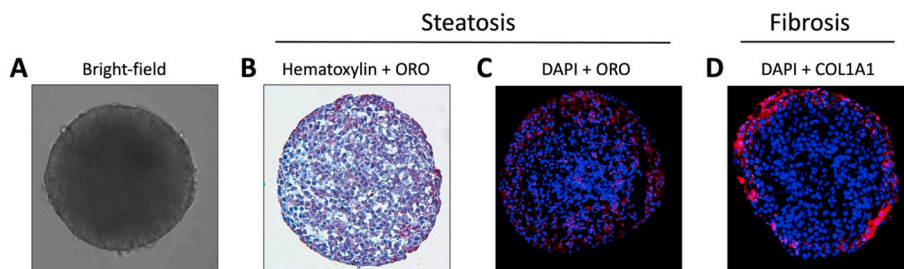 Steatosis
Fibrosis
A
Bright-field
B
Hematoxylin + ORO
C
DAPI + ORO
D
DAPI + COL1A1